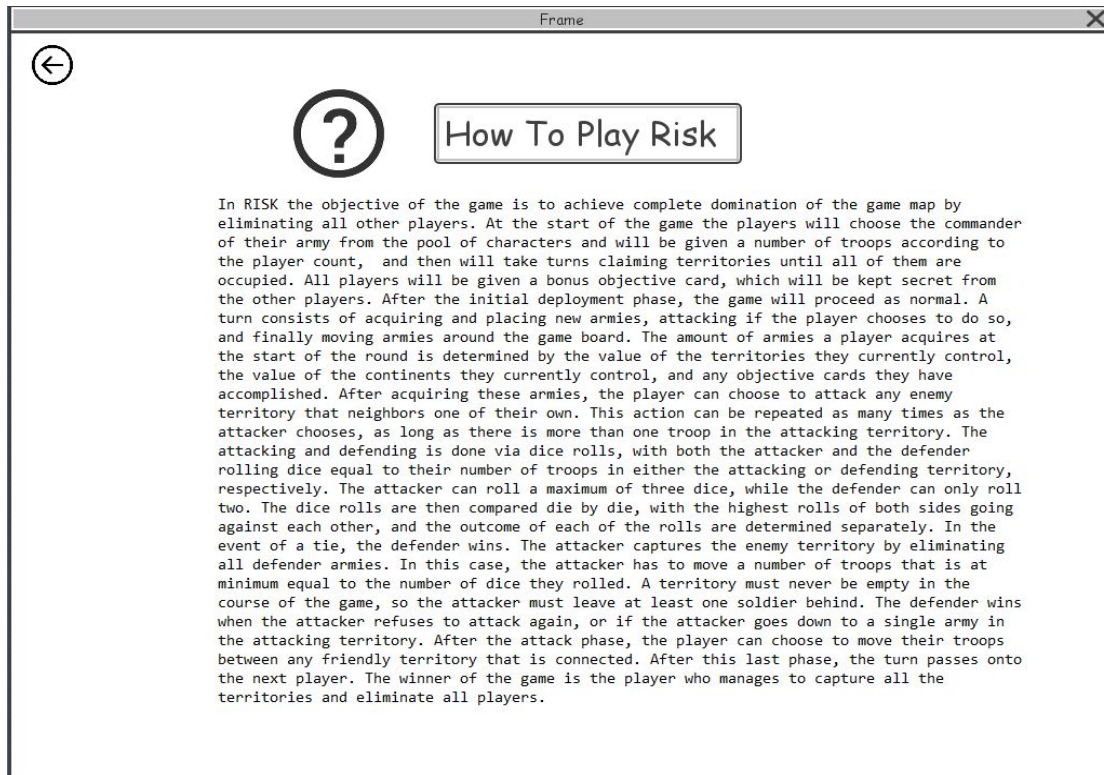 Frame
?
How To Play Risk
In RISK the objective of the game is to achieve complete domination of the game map by
eliminating all other players. At the start of the game the players will choose the commander
of their army from the pool of characters and will be given a number of troops according to
the player count,  and then will take turns claiming territories until all of them are
occupied. All players will be given a bonus objective card, which will be kept secret from
the other players. After the initial deployment phase, the game will proceed as normal. A
turn consists of acquiring and placing new armies, attacking if the player chooses to do so,
and finally moving armies around the game board. The amount of armies a player acquires at
the start of the round is determined by the value of the territories they currently control,
the value of the continents they currently control, and any objective cards they have
accomplished. After acquiring these armies, the player can choose to attack any enemy
territory that neighbors one of their own. This action can be repeated as many times as the
attacker chooses, as long as there is more than one troop in the attacking territory. The
attacking and defending is done via dice rolls, with both the attacker and the defender
rolling dice equal to their number of troops in either the attacking or defending territory,
respectively. The attacker can roll a maximum of three dice, while the defender can only roll
two. The dice rolls are then compared die by die, with the highest rolls of both sides going
against each other, and the outcome of each of the rolls are determined separately. In the
event of a tie, the defender wins. The attacker captures the enemy territory by eliminating
all defender armies. In this case, the attacker has to move a number of troops that is at
minimum equal to the number of dice they rolled. A territory must never be empty in the
course of the game, so the attacker must leave at least one soldier behind. The defender wins
when the attacker refuses to attack again, or if the attacker goes down to a single army in
the attacking territory. After the attack phase, the player can choose to move their troops
between any friendly territory that is connected. After this last phase, the turn passes onto
the next player. The winner of the game is the player who manages to capture all the
territories and eliminate all players.